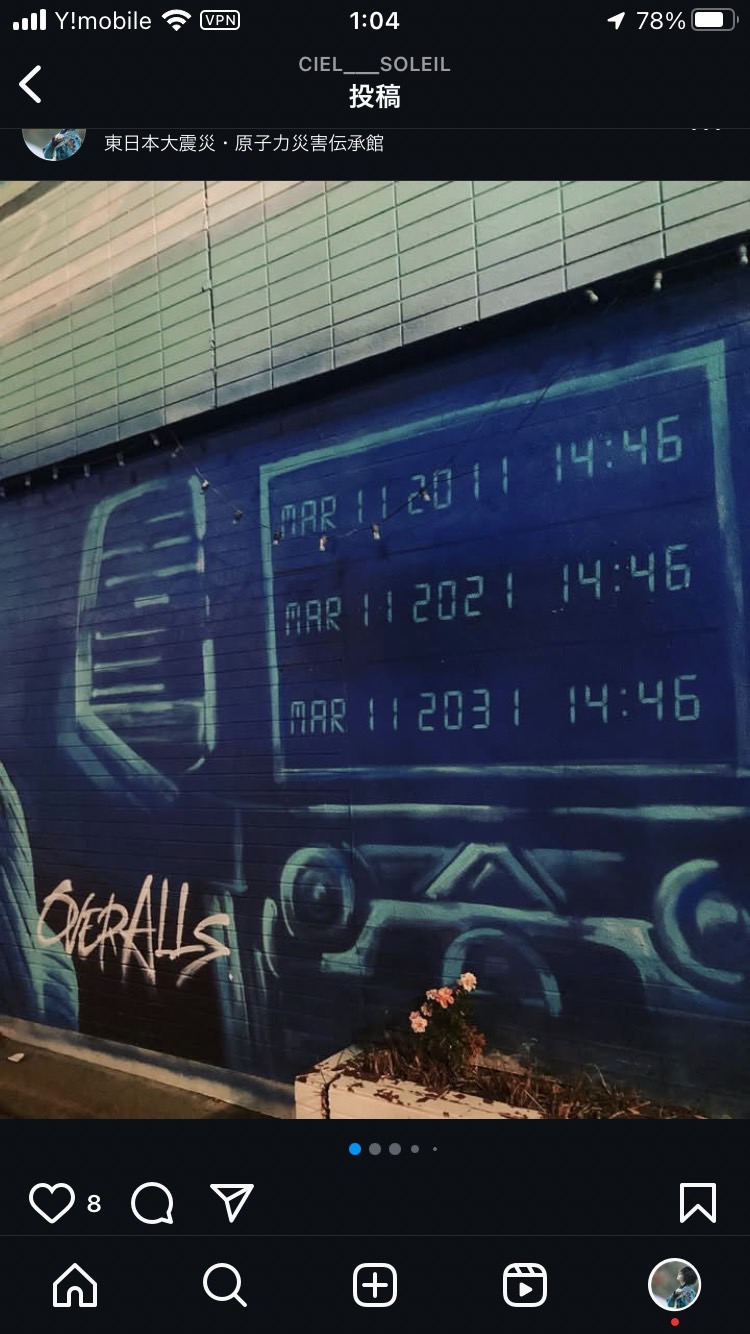 Y!mobile VPN 1:04 78%
CIEL___SOLEIL
投稿
東日本大震災・原子力災害伝承館
MAR 11 2011 14:46
MAR 11 2021 14:46
MAR 11 2031 14:46
OVERALLS
8